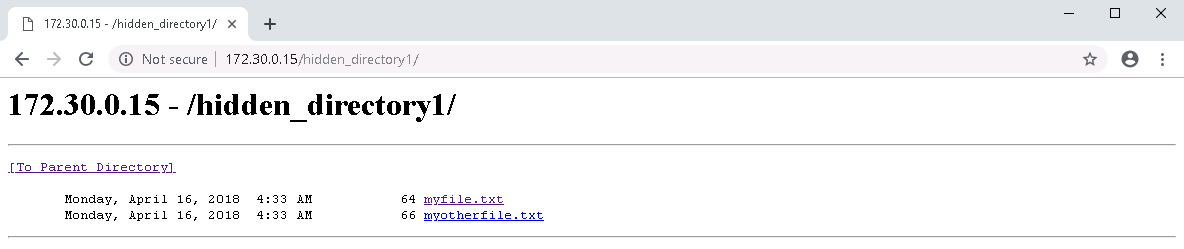 172.30.0.15 - /hidden_directory1/
Not secure | 172.30.0.15/hidden_directory1/
172.30.0.15 - /hidden_directory1/
[To Parent Directory]
Monday, April 16, 2018 4:33 AM 64 myfile.txt
Monday, April 16, 2018 4:33 AM 66 myotherfile.txt